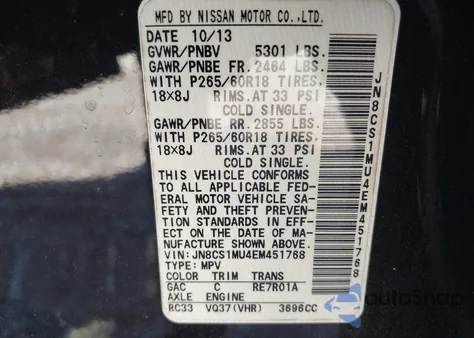 MFD BY NISSAN MOTOR CO.,LTD.
DATE 10/13
GVWR/PNBV 5301 LBS.
GAWR/PNBE FR. 2464 LBS.
WITH P265/60R18 TIRES,
18×8J RIMS.AT 33 PSI
COLD SINGLE.
GAWR/PNBE RR. 2855 LBS.
WITH P265/60R18 TIRES,
18×8J RIMS.AT 33 PSI
COLD SINGLE.
THIS VEHICLE CONFORMS
TO ALL APPLICABLE FED-
ERAL MOTOR VEHICLE SA-
FETY AND THEFT PREVEN-
TION STANDARDS IN EFF-
ECT ON THE DATE OF MA-
NUFACTURE SHOWN ABOVE.
VIN:JN8CS1MU4EM451768
TYPE: MPV
COLOR TRIM TRANS
GAC C RE7R01A
AXLE ENGINE
RC33 VQ37(VHR) 3696CC
JN8CS1MU4EM451768
AutoSnap